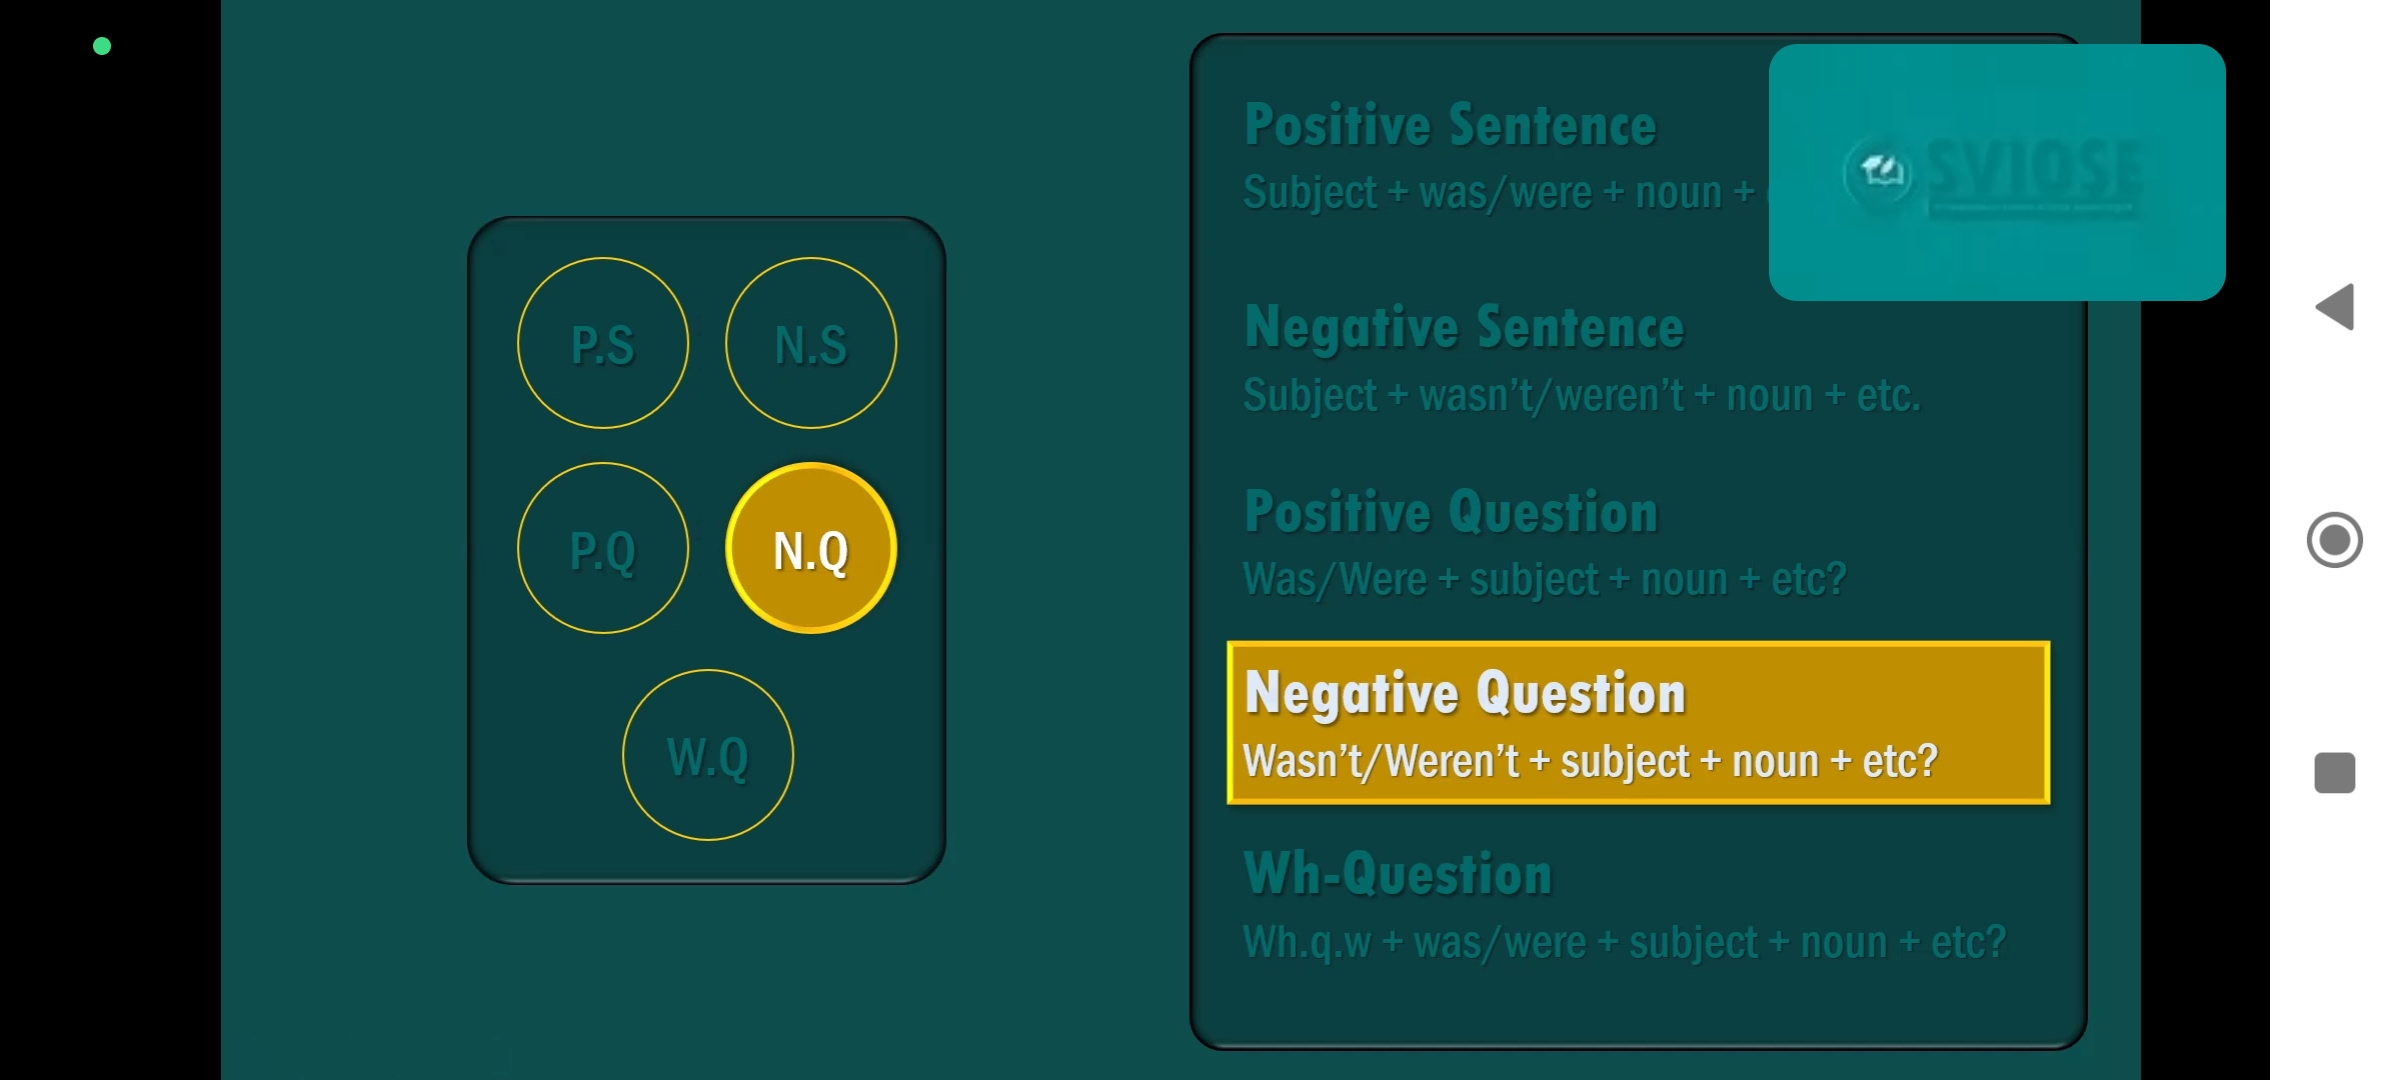 P.S
N.S
P.Q
N.Q
W.Q
Positive Sentence
Subject + was/were + noun +
SVIOSE
Negative Sentence
Subject + wasn't/weren't + noun + etc.
Positive Question
Was/Were + subject + noun + etc?
Negative Question
Wasn't/Weren't + subject + noun + etc?
Wh-Question
Wh.q.w + was/were + subject + noun + etc?